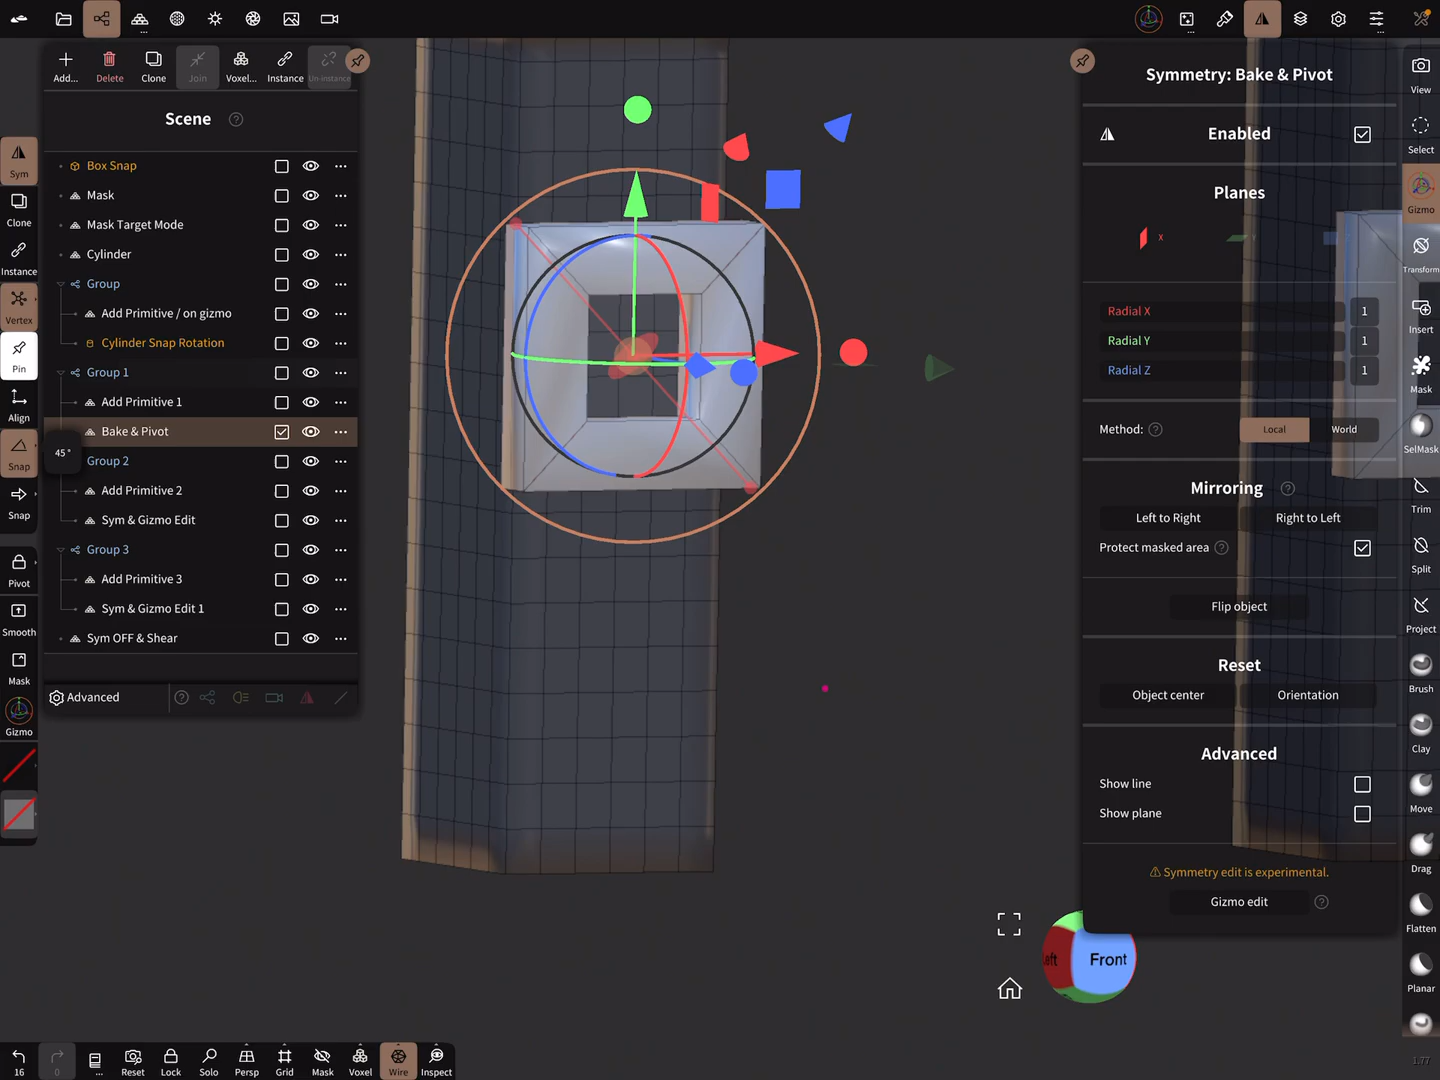 Add...
Delete
Clone
Join
Voxel...
Instance
Un-instance
Scene
Box Snap
Mask
Mask Target Mode
Cylinder
Group
Add Primitive / on gizmo
Cylinder Snap Rotation
Group 1
Add Primitive 1
Bake & Pivot
Group 2
Add Primitive 2
Sym & Gizmo Edit
Group 3
Add Primitive 3
Sym & Gizmo Edit 1
Sym OFF & Shear
Advanced
Sym
Clone
Instance
Vertex
Pin
Align
Snap
45°
Snap
Pivot
Smooth
Mask
Gizmo
Symmetry: Bake & Pivot
Enabled
Planes
X
Radial X 1
Radial Y 1
Radial Z 1
Method: Local World
Mirroring
Left to Right Right to Left
Protect masked area
Flip object
Reset
Object center Orientation
Advanced
Show line
Show plane
Symmetry edit is experimental.
Gizmo edit
View
Select
Gizmo
Transform
Insert
Mask
SelMask
Trim
Split
Project
Brush
Clay
Move
Drag
Flatten
Planar
Left Front
16
0
...
Reset
Lock
Solo
Persp
Grid
Mask
Voxel
Wire
Inspect
1.77